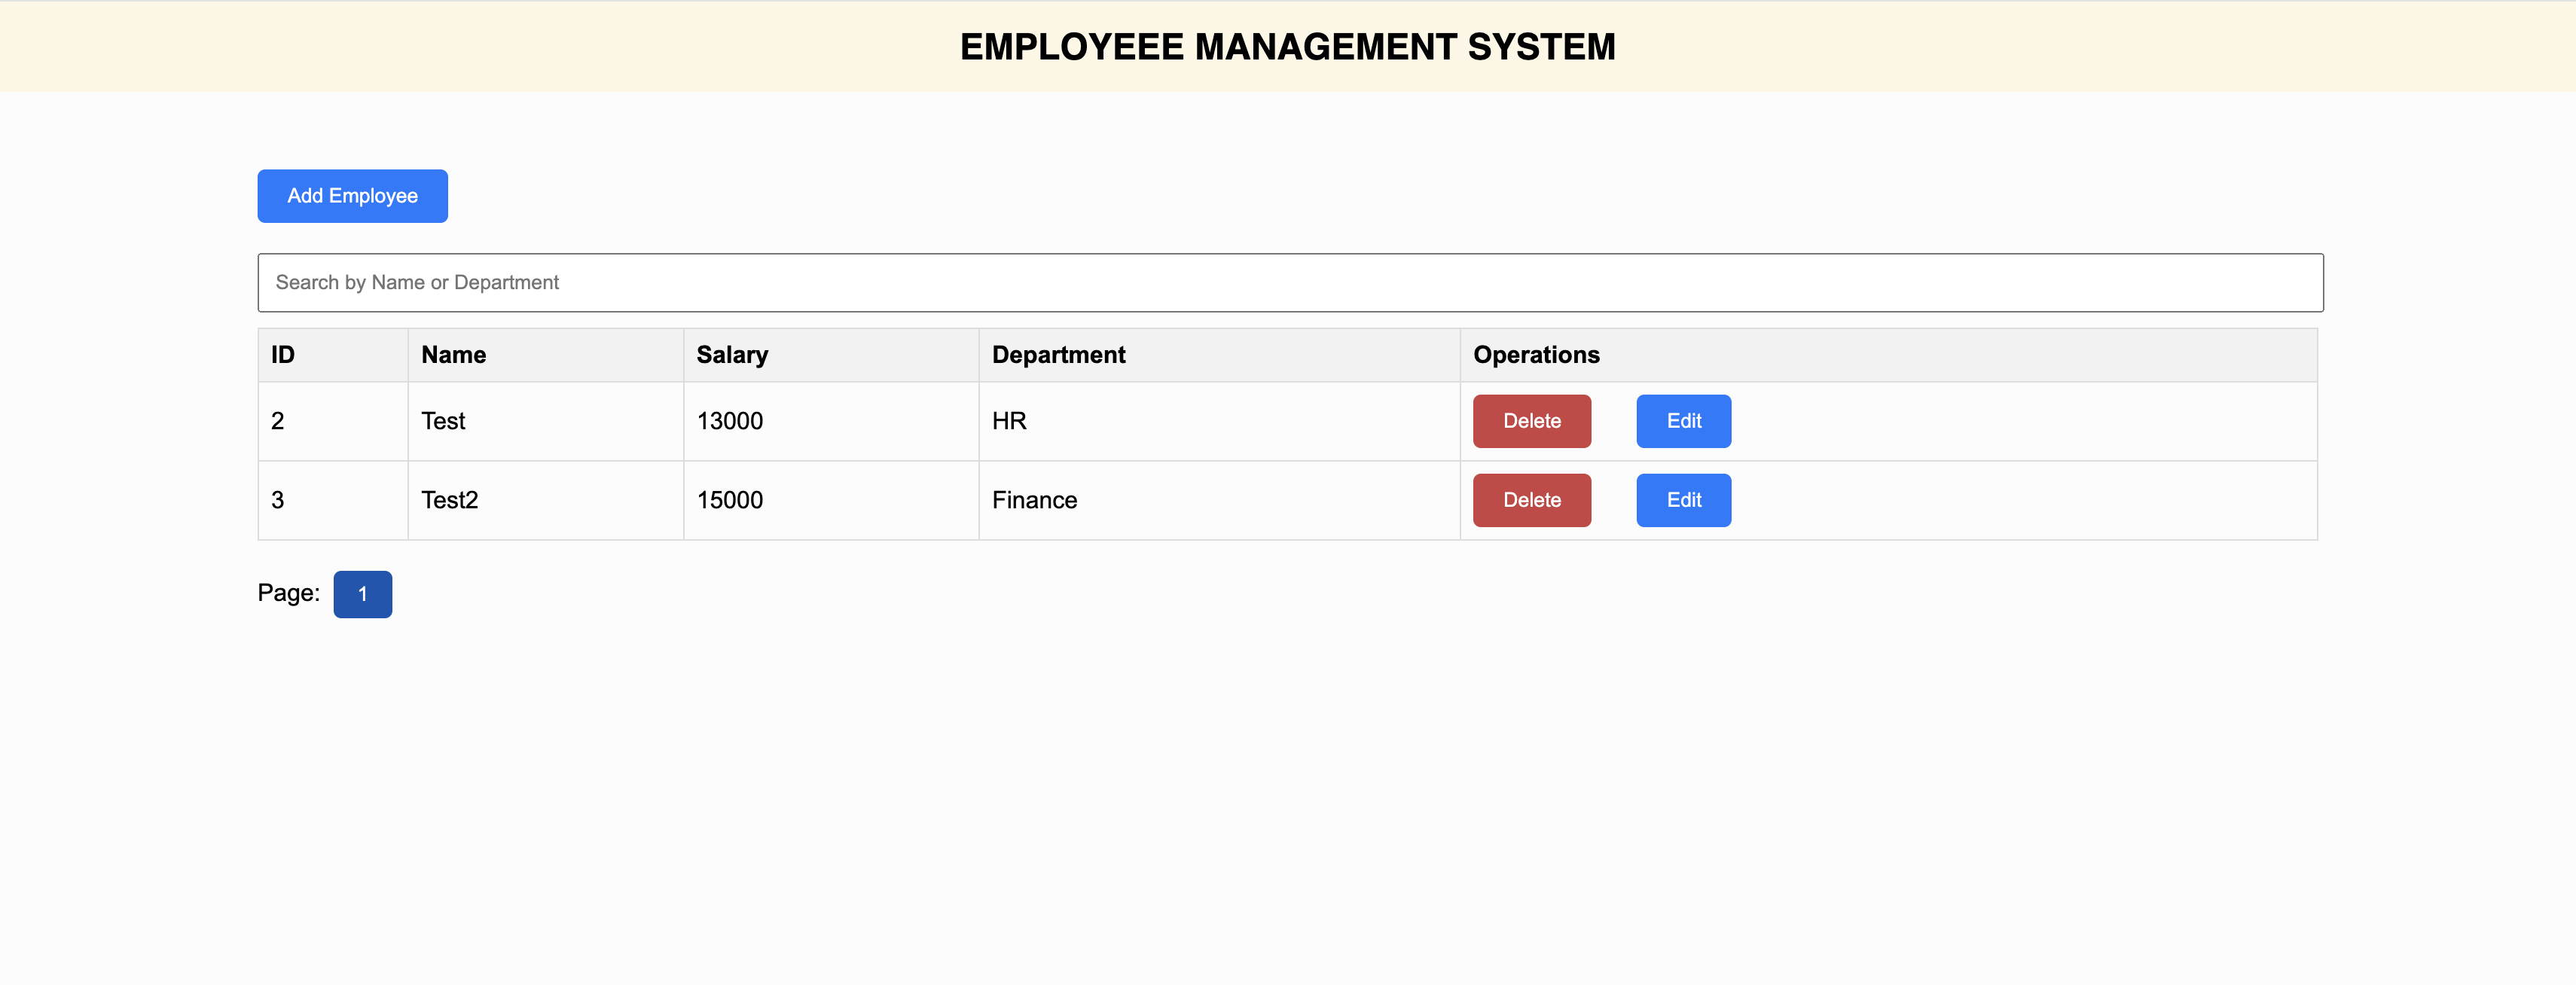 EMPLOYEEE MANAGEMENT SYSTEM
Add Employee
Search by Name or Department
ID Name Salary Department Operations
2 Test 13000 HR Delete Edit
3 Test2 15000 Finance Delete Edit
Page: 1